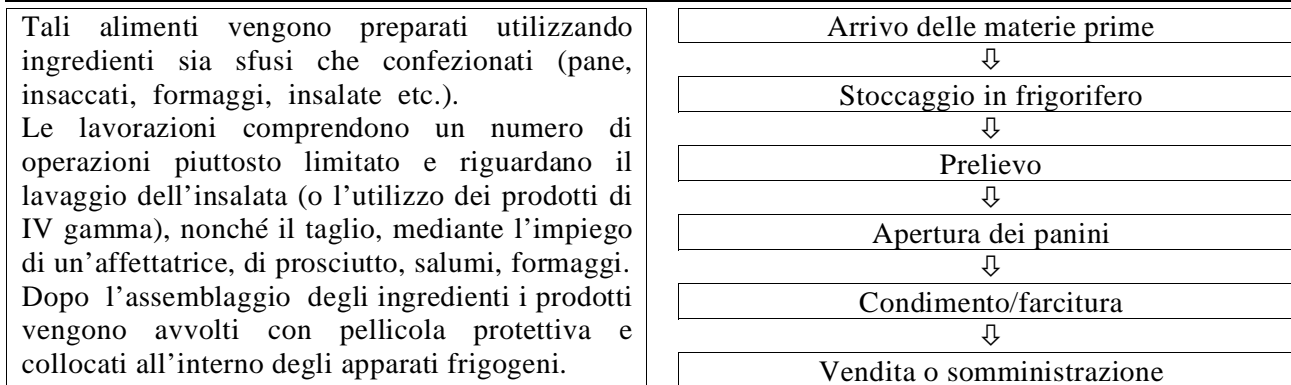 Tali alimenti vengono preparati utilizzando
ingredienti sia sfusi che confezionati (pane,
insaccati, formaggi, insalate etc.).
Le lavorazioni comprendono un numero di
operazioni piuttosto limitato e riguardano il
lavaggio dell’insalata (o l’utilizzo dei prodotti di
IV gamma), nonché il taglio, mediante l’impiego
di un’affettatrice, di prosciutto, salumi, formaggi.
Dopo l’assemblaggio degli ingredienti i prodotti
vengono avvolti con pellicola protettiva e
collocati all’interno degli apparati frigogeni.
Arrivo delle materie prime
⇩
Stoccaggio in frigorifero
⇩
Prelievo
⇩
Apertura dei panini
⇩
Condimento/farcitura
⇩
Vendita o somministrazione